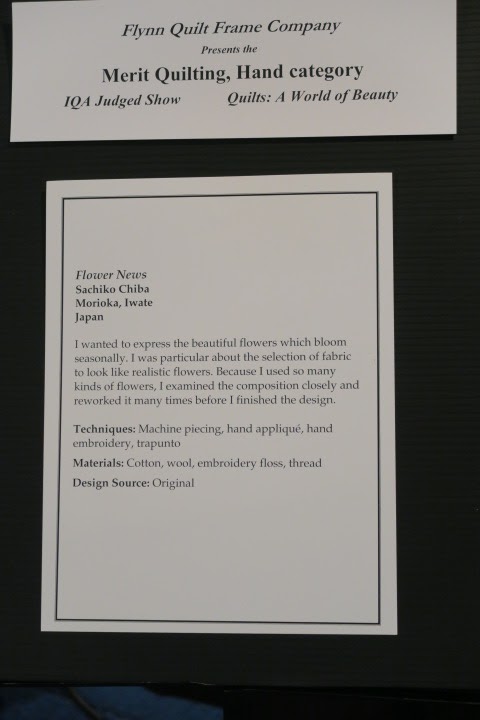 Flynn Quilt Frame Company
Presents the
Merit Quilting, Hand category
IQA Judged Show Quilts: A World of Beauty
Flower News
Sachiko Chiba
Morioka, Iwate
Japan
I wanted to express the beautiful flowers which bloom
seasonally. I was particular about the selection of fabric
to look like realistic flowers. Because I used so many
kinds of flowers, I examined the composition closely and
reworked it many times before I finished the design.
Techniques: Machine piecing, hand appliqué, hand
embroidery, trapunto
Materials: Cotton, wool, embroidery floss, thread
Design Source: Original